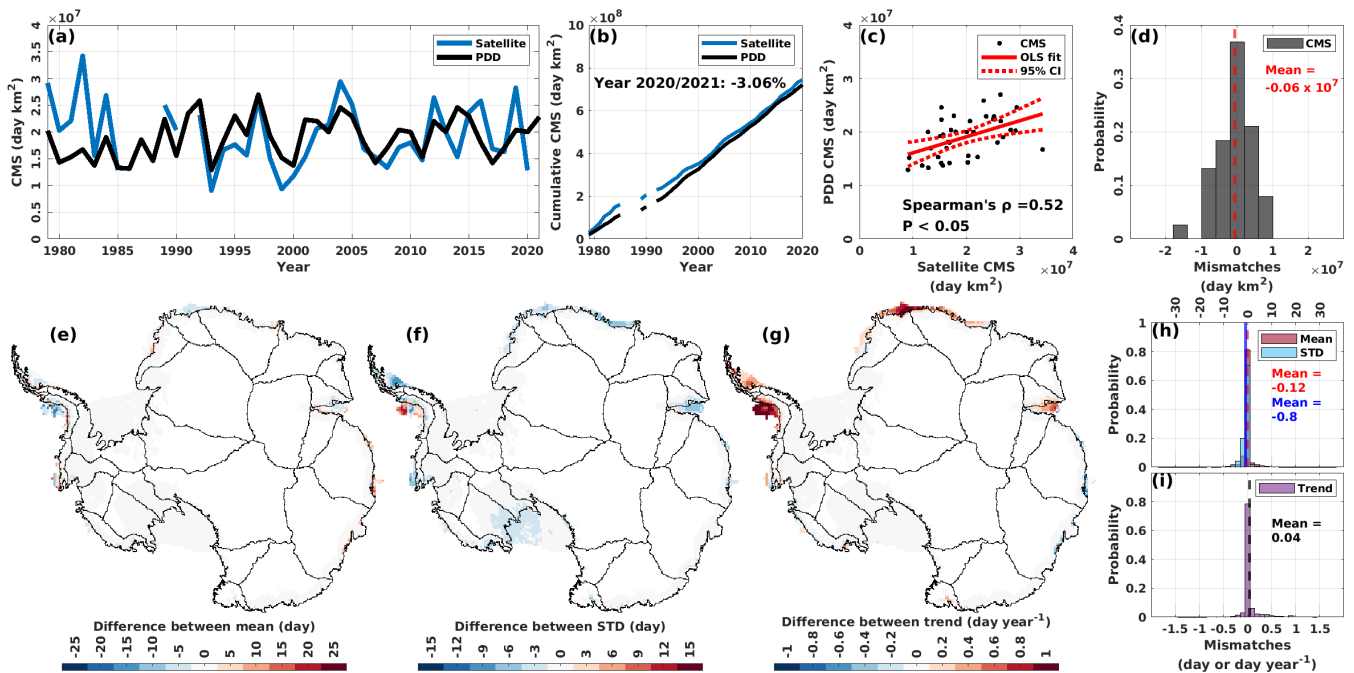 (a)
×10⁷
CMS (day km²)
4
3.5
3
2.5
2
1.5
1
0.5
0
Satellite
PDD
1980 1985 1990 1995 2000 2005 2010 2015 2020
Year
(b)
×10⁸
Cumulative CMS (day km²)
10
8
6
4
2
0
Satellite
PDD
Year 2020/2021: -3.06%
1980 1990 2000 2010 2020
Year
(c)
×10⁷
PDD CMS (day km²)
4
3
2
1
0
CMS
OLS fit
95% CI
Spearman's ρ =0.52
P < 0.05
0 1 2 3 4
×10⁷
Satellite CMS
(day km²)
(d)
Probability
0.4
0.3
0.2
0.1
0
CMS
Mean =
-0.06 x 10⁷
-2 -1 0 1 2
×10⁷
Mismatches
(day km²)
(e)
Difference between mean (day)
-25 -20 -15 -10 -5 0 5 10 15 20 25
(f)
Difference between STD (day)
-15 -12 -9 -6 -3 0 3 6 9 12 15
(g)
Difference between trend (day year⁻¹)
-1 -0.8 -0.6 -0.4 -0.2 0 0.2 0.4 0.6 0.8 1
(h)
-30 -20 -10 0 10 20 30
Probability
1
0.8
0.6
0.4
0.2
0
Mean
STD
Mean =
-0.12
Mean =
-0.8
(i)
Probability
0.8
0.6
0.4
0.2
0
Trend
Mean =
0.04
-1.5 -1 -0.5 0 0.5 1 1.5
Mismatches
(day or day year⁻¹)